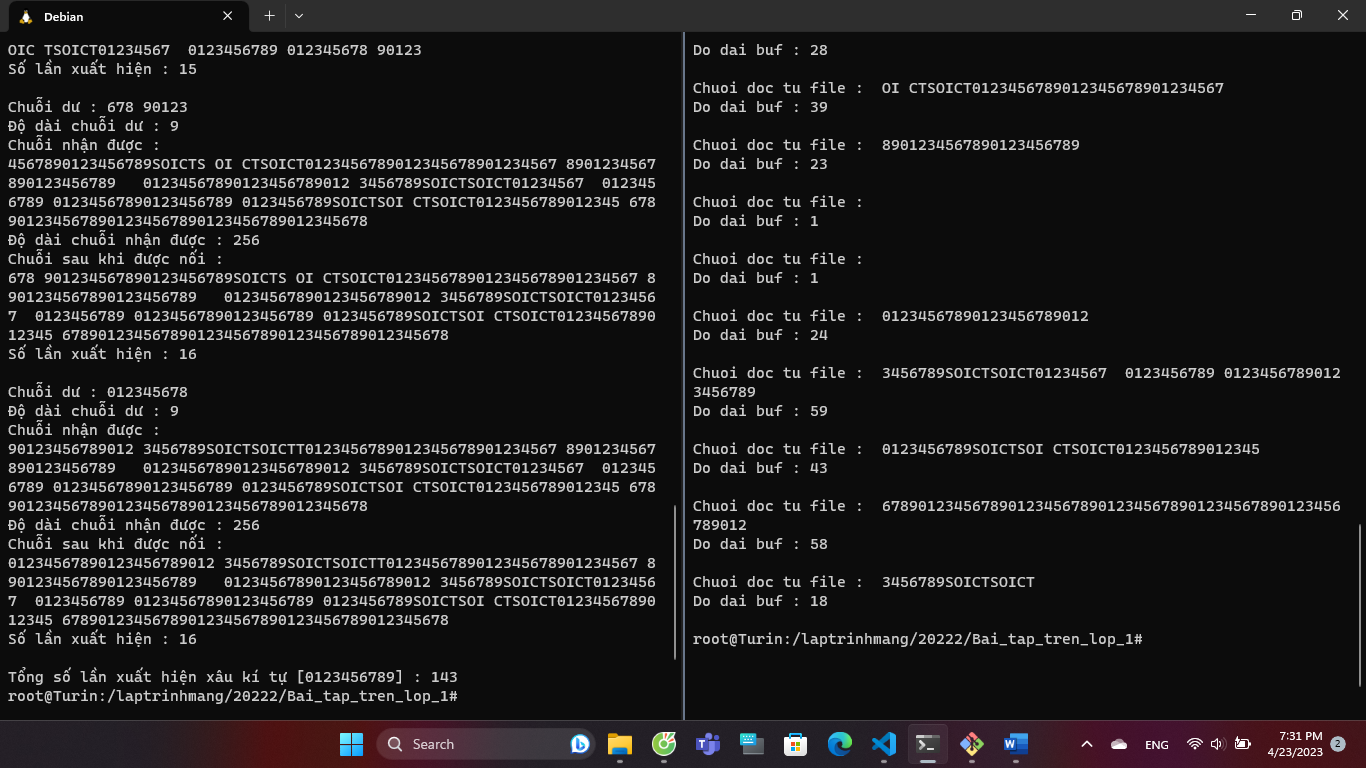 Debian
OIC TSOICT01234567  0123456789 012345678 90123
Số lần xuất hiện : 15
Chuỗi dư : 678 90123
Độ dài chuỗi dư : 9
Chuỗi nhận được :
4567890123456789SOICTS OI CTSOICT0123456789012345678901234567 8901234567
890123456789   01234567890123456789012 3456789SOICTSOICT01234567  012345
6789 01234567890123456789 0123456789SOICTSOI CTSOICT0123456789012345 678
9012345678901234567890123456789012345678
Độ dài chuỗi nhận được : 256
Chuỗi sau khi được nối :
678 901234567890123456789SOICTS OI CTSOICT0123456789012345678901234567 8
901234567890123456789   01234567890123456789012 3456789SOICTSOICT0123456
7  0123456789 01234567890123456789 0123456789SOICTSOI CTSOICT01234567890
12345 6789012345678901234567890123456789012345678
Số lần xuất hiện : 16
Chuỗi dư : 012345678
Độ dài chuỗi dư : 9
Chuỗi nhận được :
90123456789012 3456789SOICTSOICTT0123456789012345678901234567 8901234567
890123456789   01234567890123456789012 3456789SOICTSOICT01234567  012345
6789 01234567890123456789 0123456789SOICTSOI CTSOICT0123456789012345 678
9012345678901234567890123456789012345678
Độ dài chuỗi nhận được : 256
Chuỗi sau khi được nối :
01234567890123456789012 3456789SOICTSOICTT0123456789012345678901234567 8
901234567890123456789   01234567890123456789012 3456789SOICTSOICT0123456
7  0123456789 01234567890123456789 0123456789SOICTSOI CTSOICT01234567890
12345 6789012345678901234567890123456789012345678
Số lần xuất hiện : 16
Tổng số lần xuất hiện xâu kí tự [0123456789] : 143
root@Turin:/laptrinhmang/20222/Bai_tap_tren_lop_1#
Do dai buf : 28
Chuoi doc tu file :  OI CTSOICT0123456789012345678901234567
Do dai buf : 39
Chuoi doc tu file :  8901234567890123456789
Do dai buf : 23
Chuoi doc tu file :
Do dai buf : 1
Chuoi doc tu file :
Do dai buf : 1
Chuoi doc tu file :  01234567890123456789012
Do dai buf : 24
Chuoi doc tu file :  3456789SOICTSOICT01234567  0123456789 0123456789012
3456789
Do dai buf : 59
Chuoi doc tu file :  0123456789SOICTSOI CTSOICT0123456789012345
Do dai buf : 43
Chuoi doc tu file :  678901234567890123456789012345678901234567890123456
789012
Do dai buf : 58
Chuoi doc tu file :  3456789SOICTSOICT
Do dai buf : 18
root@Turin:/laptrinhmang/20222/Bai_tap_tren_lop_1#
Search
ENG
7:31 PM
4/23/2023
2